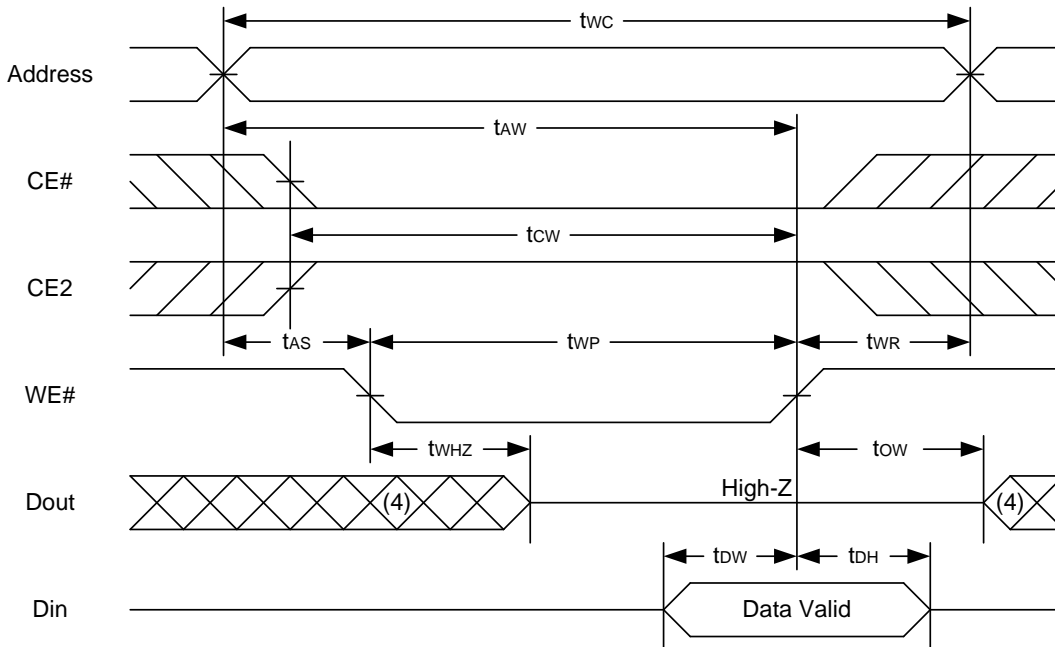 tWC
Address
tAW
CE#
tCW
CE2
tAS tWP tWR
WE#
tWHZ tOW
High-Z
Dout (4) (4)
tDW tDH
Din Data Valid